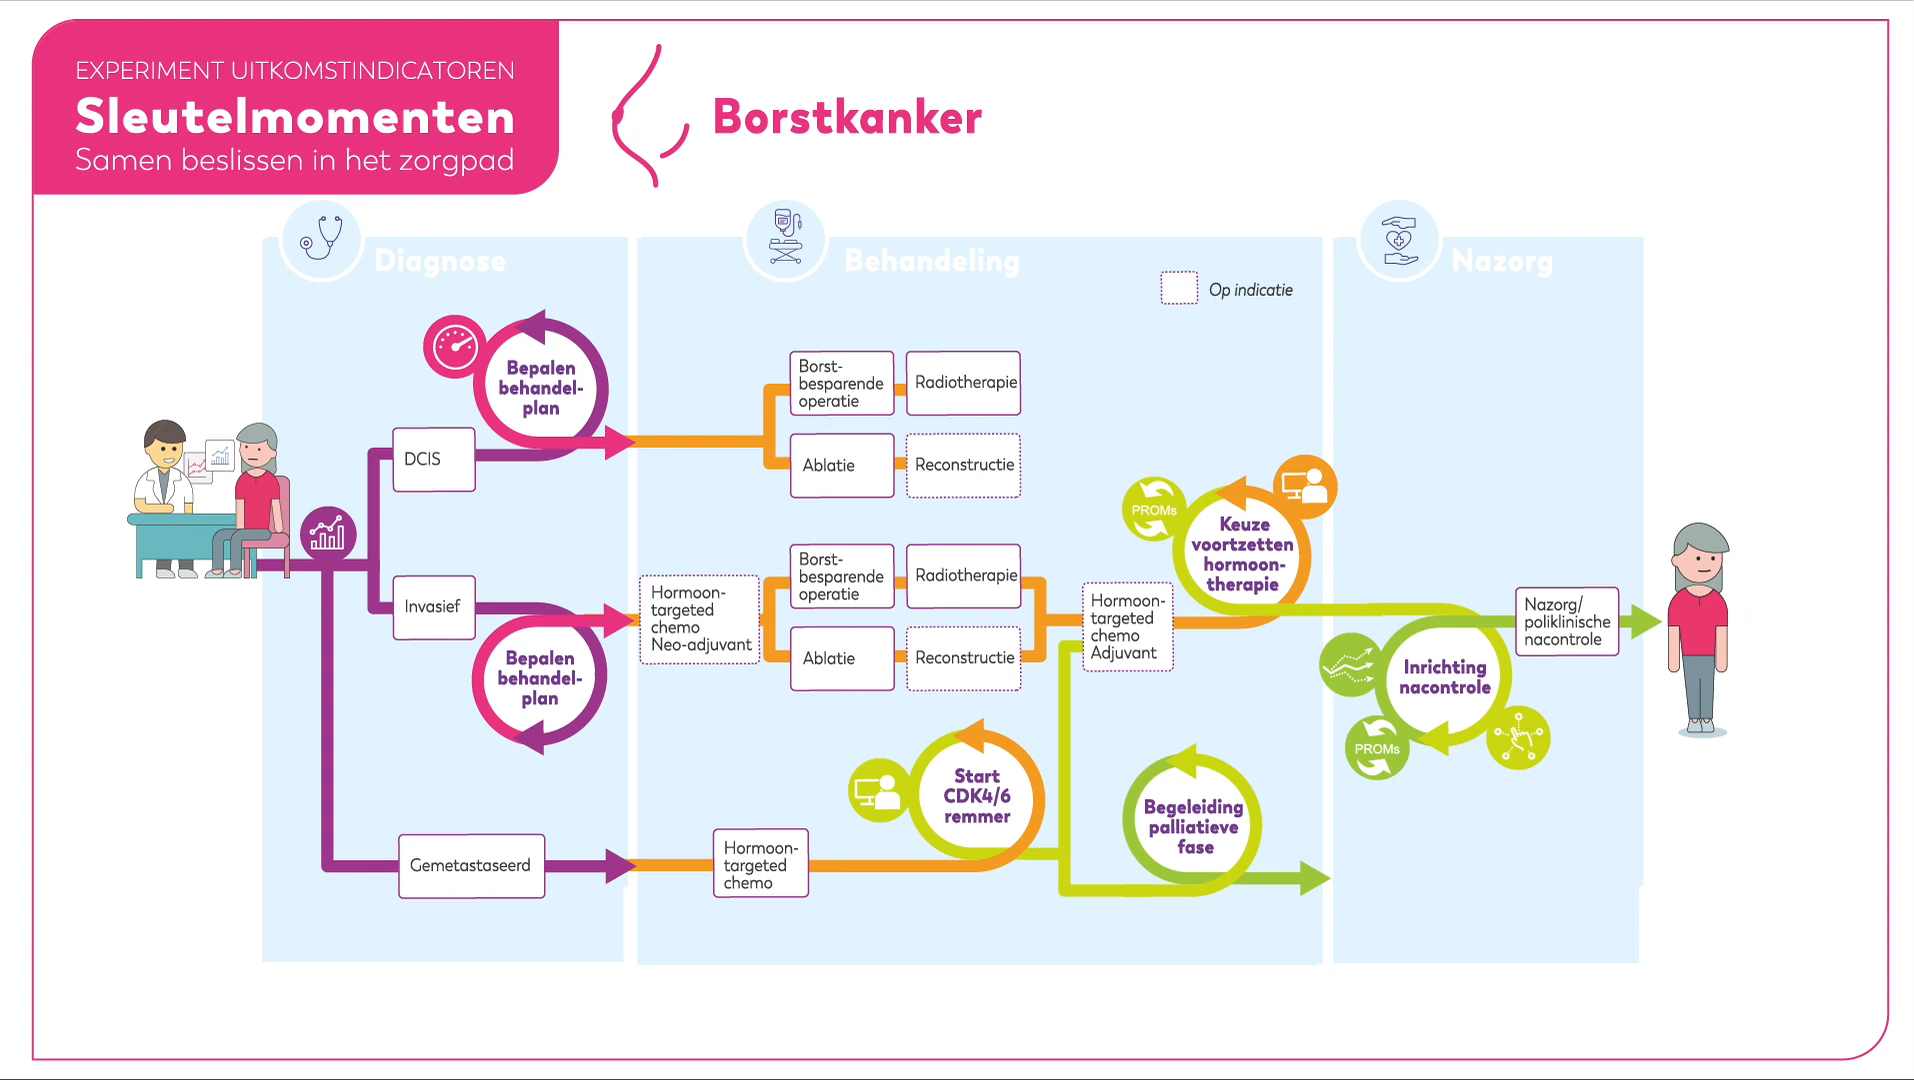 EXPERIMENT UITKOMSTINDICATOREN
Sleutelmomenten
Samen beslissen in het zorgpad
Borstkanker
Diagnose
Behandeling
Nazorg
Op indicatie
Bepalen
behandel-
plan
DCIS
Borst-
besparende
operatie
Radiotherapie
Ablatie
Reconstructie
Invasief
Bepalen
behandel-
plan
Hormoon-
targeted
chemo
Neo-adjuvant
Borst-
besparende
operatie
Radiotherapie
Ablatie
Reconstructie
Hormoon-
targeted
chemo
Adjuvant
PROMs
Keuze
voortzetten
hormoon-
therapie
Inrichting
nacontrole
PROMs
Nazorg/
poliklinische
nacontrole
Gemetastaseerd
Hormoon-
targeted
chemo
Start
CDK4/6
remmer
Begeleiding
palliatieve
fase